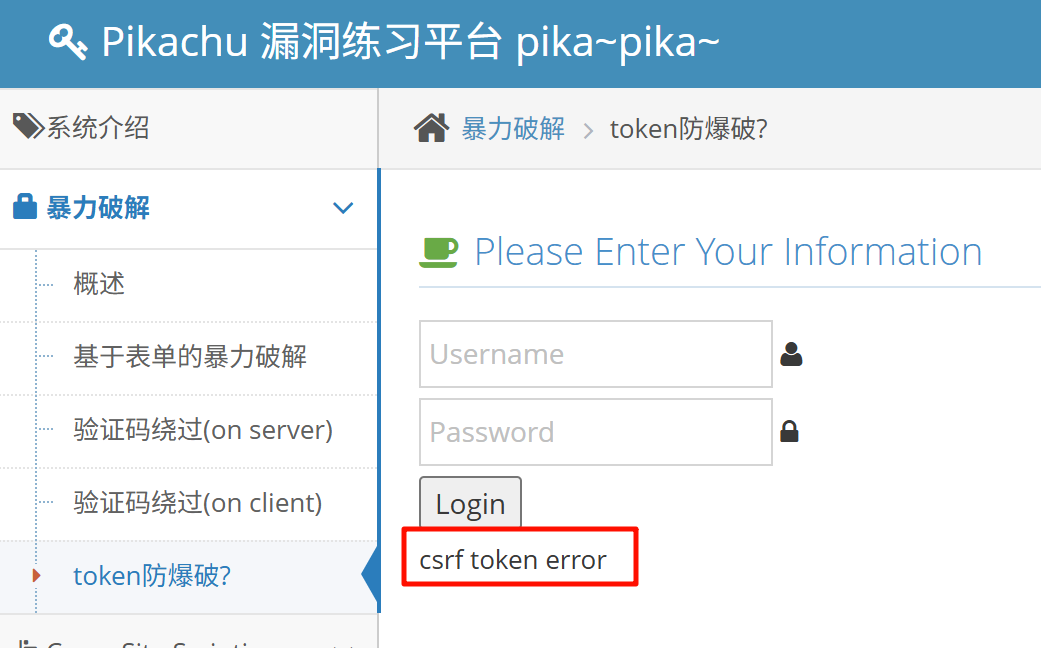 Pikachu 漏洞练习平台 pika~pika~
系统介绍
暴力破解 > token防爆破?
暴力破解
概述
基于表单的暴力破解
验证码绕过(on server)
验证码绕过(on client)
token防爆破?
Please Enter Your Information
Username
Password
Login
csrf token error